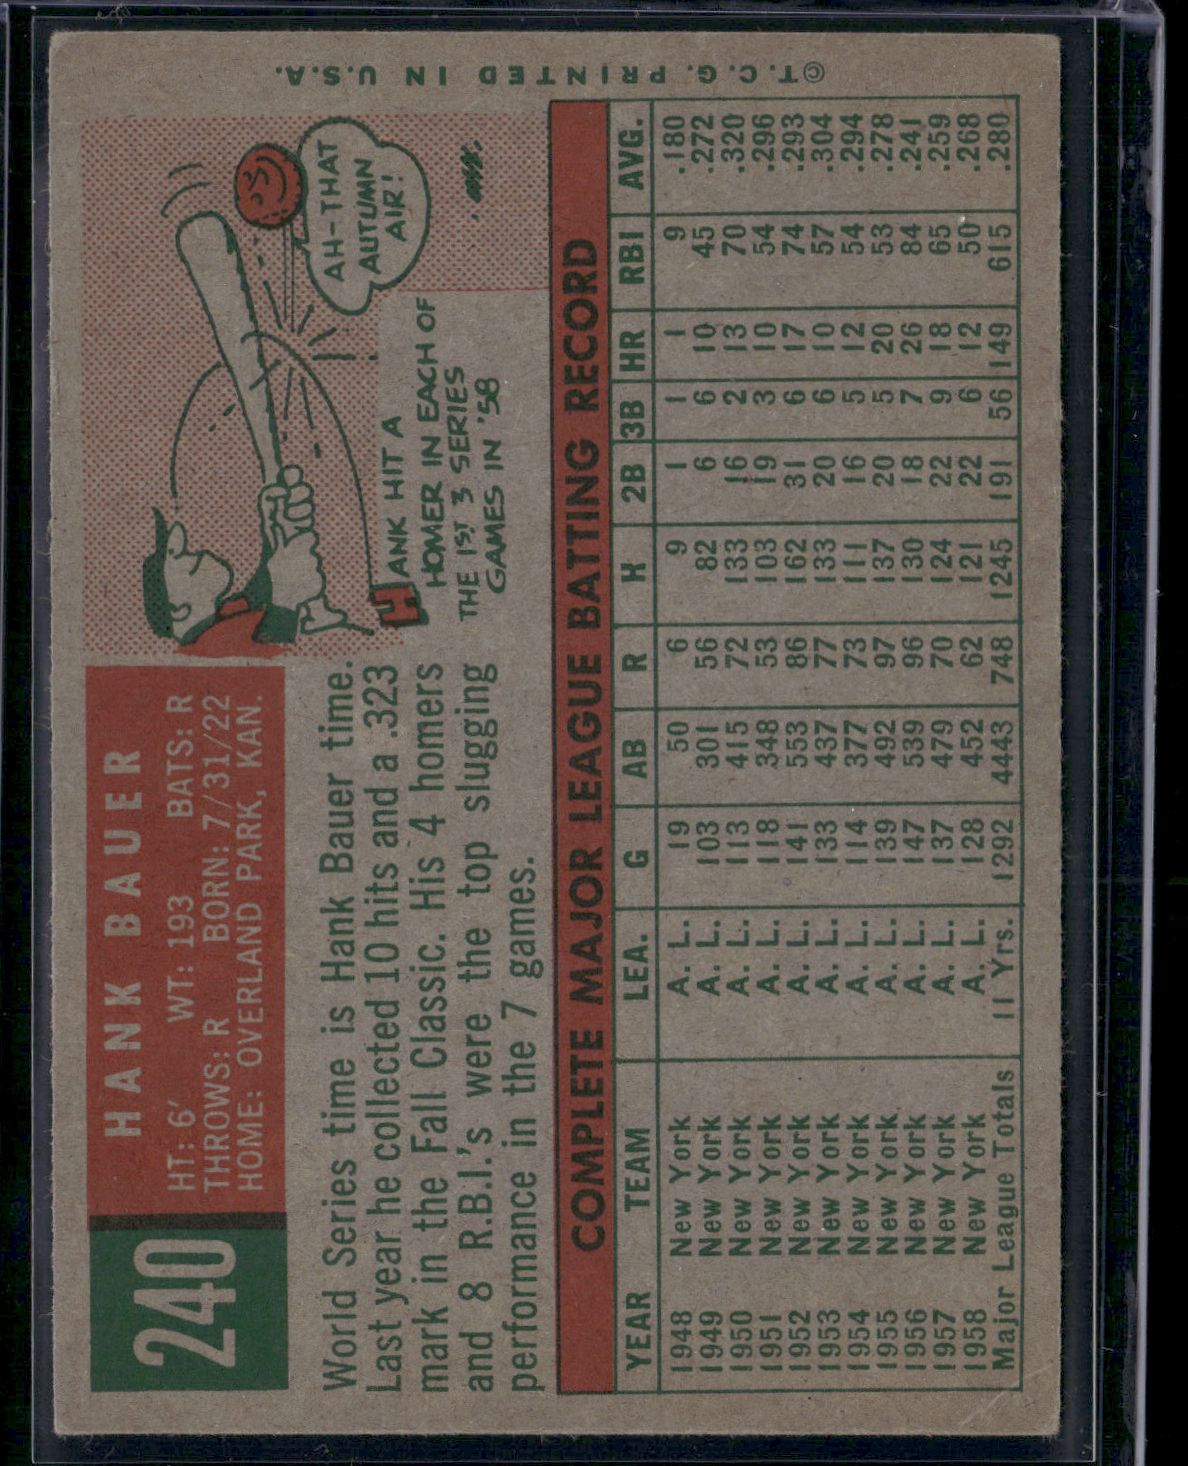 240
HANK BAUER
HT: 6' WT: 193 BATS: R
THROWS: R BORN: 7/31/22
HOME: OVERLAND PARK, KAN.
World Series time is Hank Bauer time.
Last year he collected 10 hits and a .323
mark in the Fall Classic. His 4 homers
and 8 R.B.I.'s were the top slugging
performance in the 7 games.
AH-THAT
AUTUMN
AIR!
HANK HIT A
HOMER IN EACH OF
THE 1ST 3 SERIES
GAMES IN '58
COMPLETE MAJOR LEAGUE BATTING RECORD
YEAR TEAM LEA. G AB R H 2B 3B HR RBI AVG.
1948 New York A. L. 19 50 6 9 1 1 1 9 .180
1949 New York A. L. 103 301 56 82 6 6 10 45 .272
1950 New York A. L. 113 415 72 133 16 2 13 70 .320
1951 New York A. L. 118 348 53 103 19 3 10 54 .296
1952 New York A. L. 141 553 86 162 31 6 17 74 .293
1953 New York A. L. 133 437 77 133 20 6 10 57 .304
1954 New York A. L. 114 377 73 111 16 5 12 54 .294
1955 New York A. L. 139 492 97 137 20 5 20 53 .278
1956 New York A. L. 147 539 96 130 18 7 26 84 .241
1957 New York A. L. 137 479 70 124 22 9 18 65 .259
1958 New York A. L. 128 452 62 121 22 6 12 50 .268
Major League Totals 11 Yrs. 1292 4443 748 1245 191 56 149 615 .280
© T. C. G. PRINTED IN U.S.A.